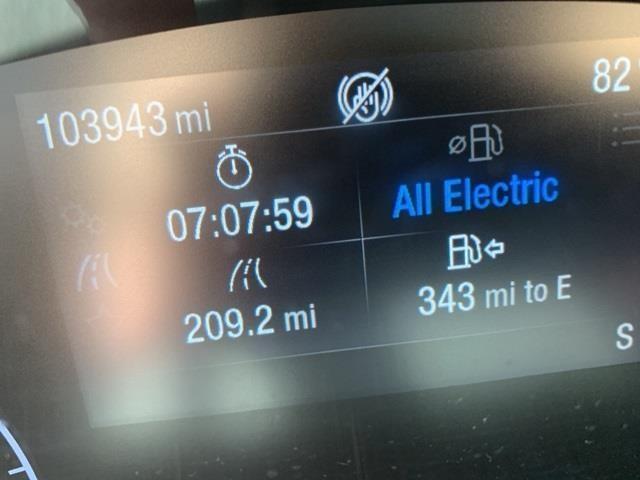 103943 mi
82
07:07:59
All Electric
209.2 mi
343 mi to E
S